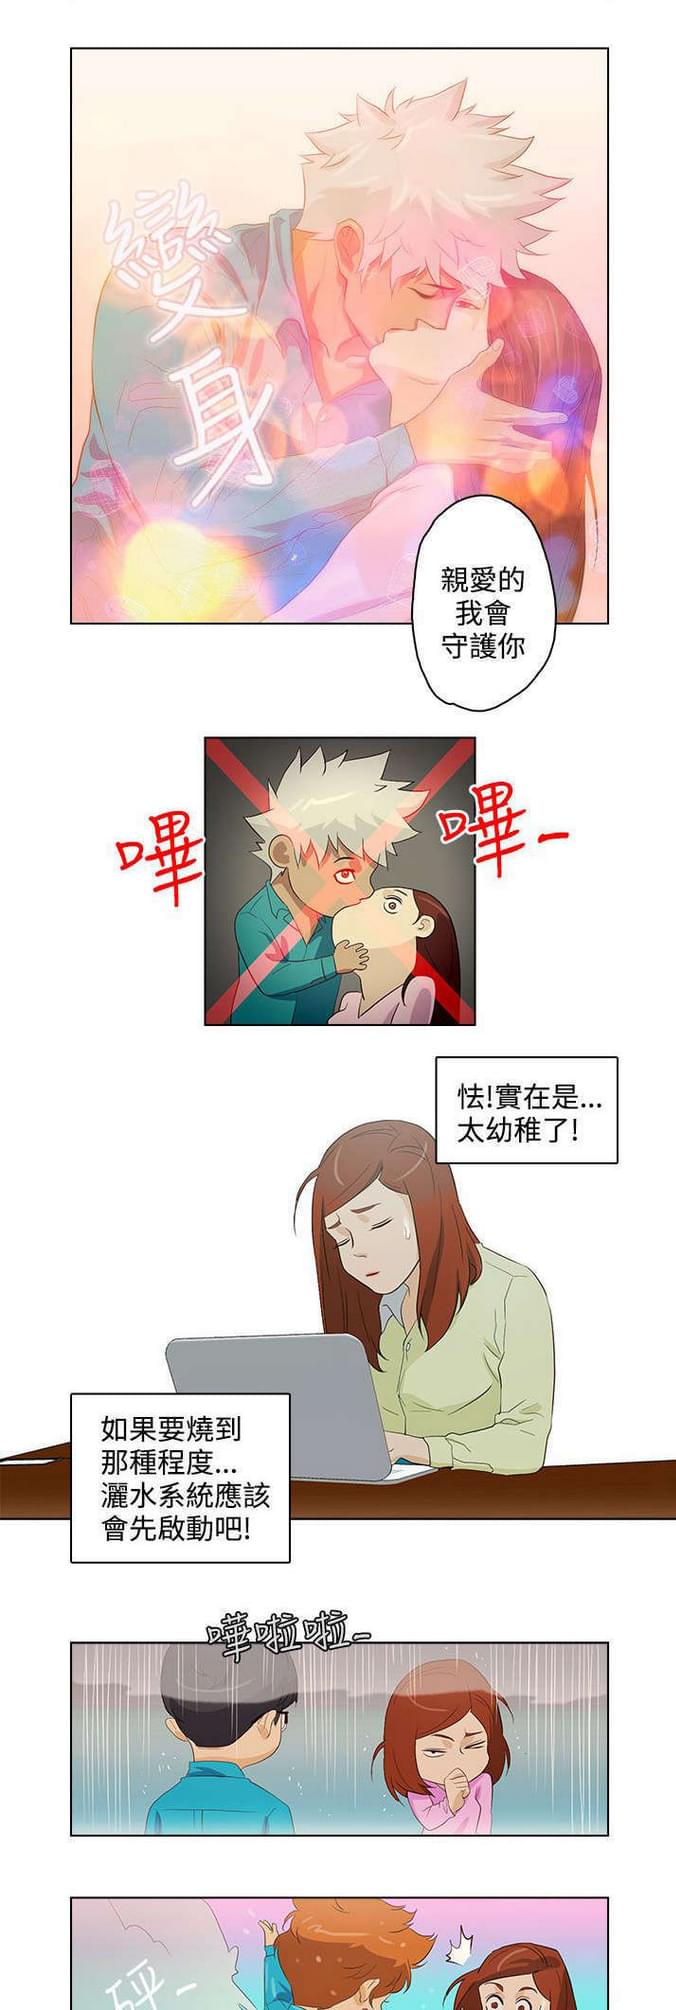 變身
親愛的
我會
守護你
嗶
嗶-
怯!實在是...
太幼稚了!
如果要燒到
那種程度...
灑水系統應該
會先啟動吧!
嘩啦啦-
砰-